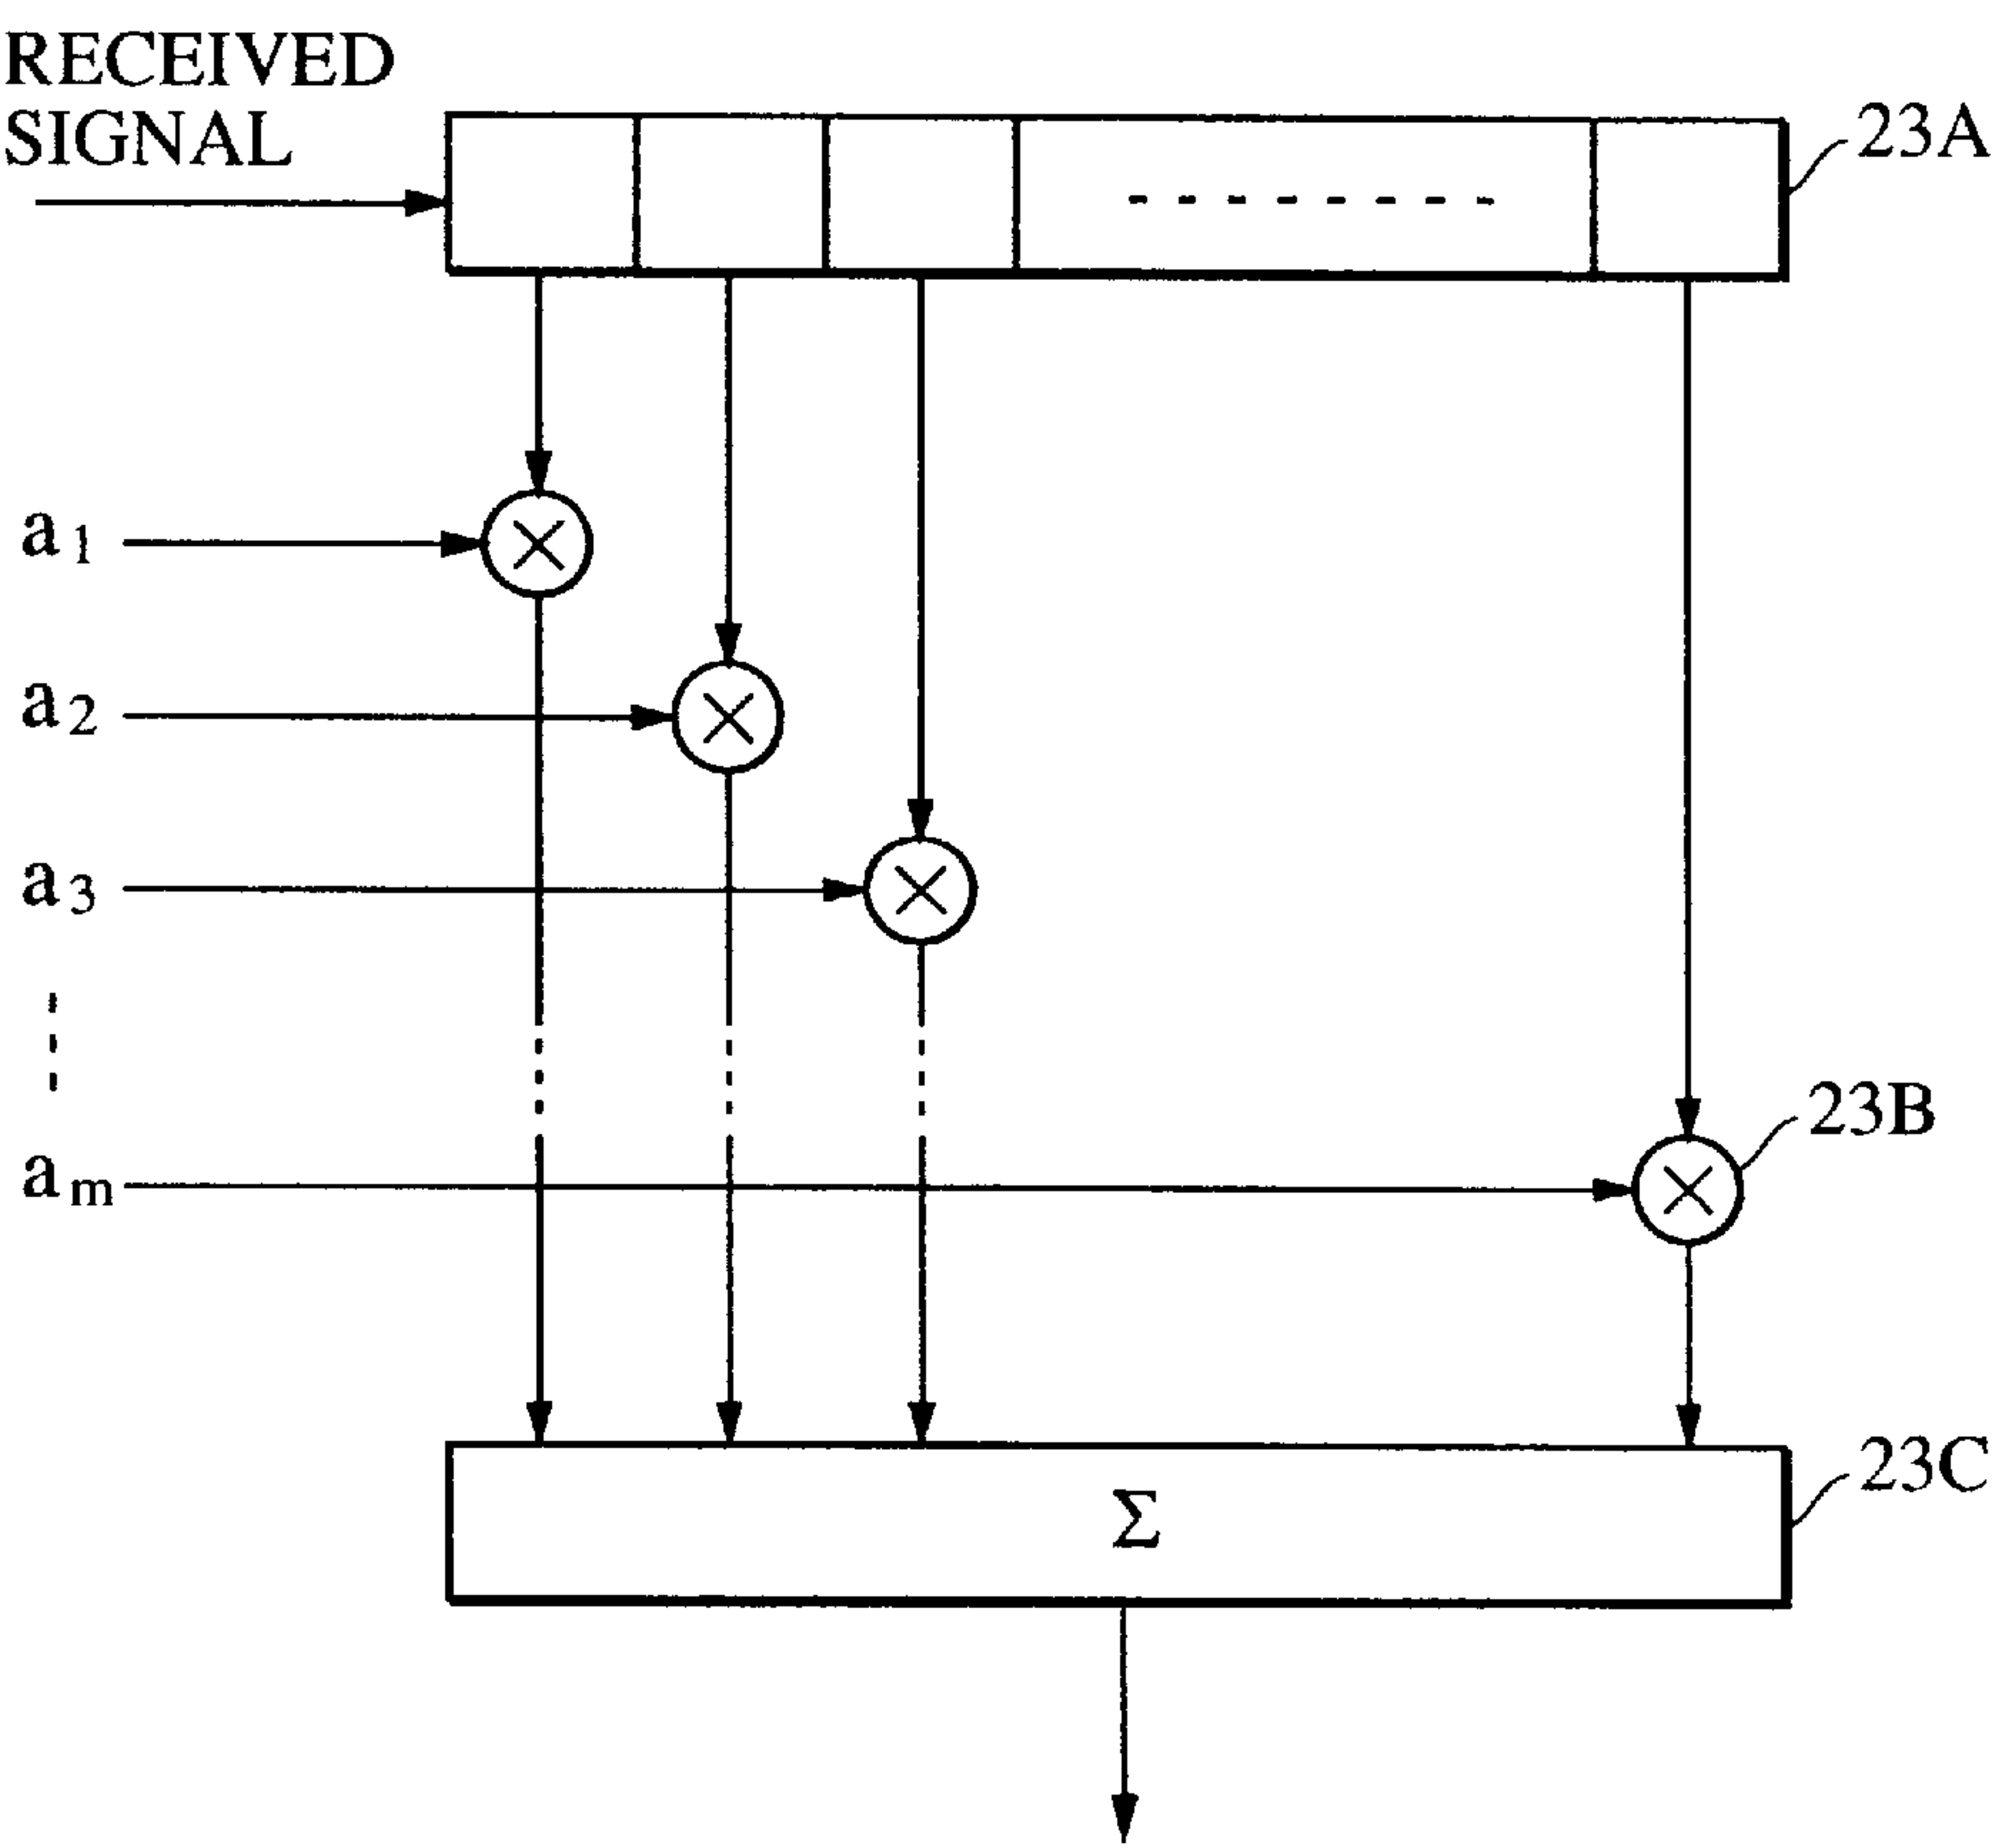 RECEIVED
SIGNAL
23A
a1
a2
a3
23B
am
23C
Σ